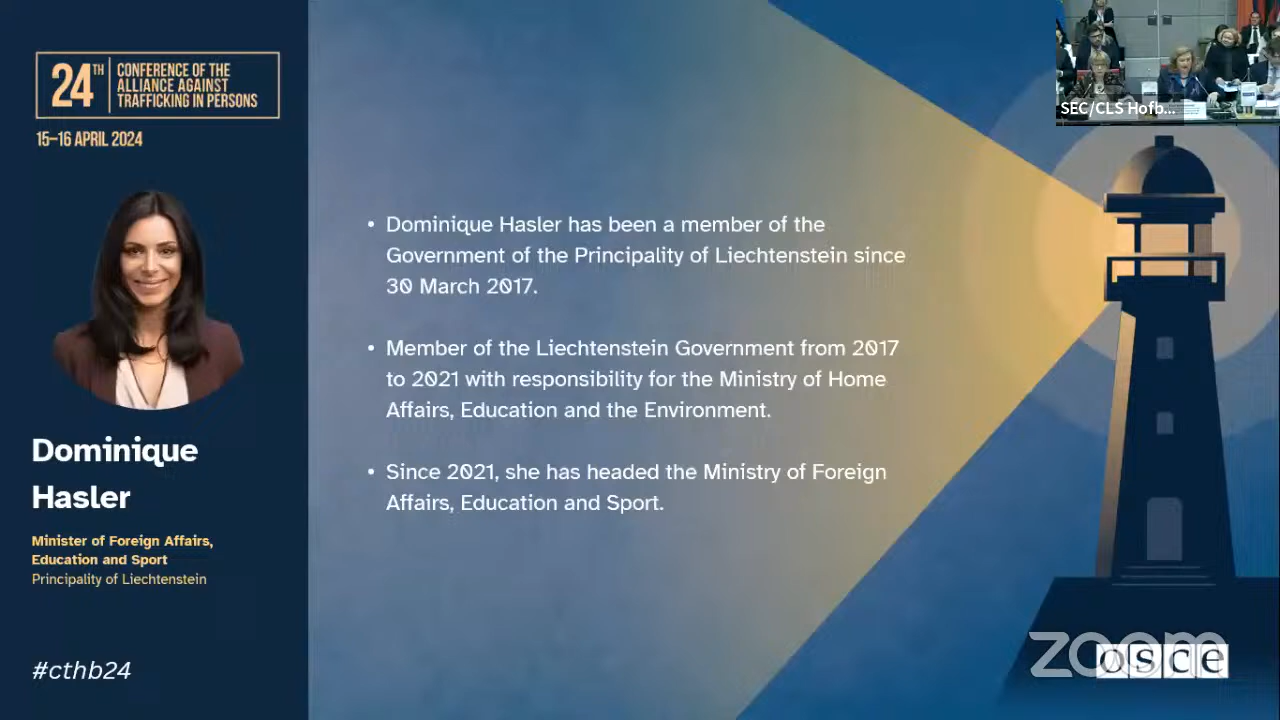 24TH
CONFERENCE OF THE
ALLIANCE AGAINST
TRAFFICKING IN PERSONS
15–16 APRIL 2024
Dominique
Hasler
Minister of Foreign Affairs,
Education and Sport
Principality of Liechtenstein
#cthb24
• Dominique Hasler has been a member of the
Government of the Principality of Liechtenstein since
30 March 2017.
• Member of the Liechtenstein Government from 2017
to 2021 with responsibility for the Ministry of Home
Affairs, Education and the Environment.
• Since 2021, she has headed the Ministry of Foreign
Affairs, Education and Sport.
SEC/CLS Hofb...
zoom
osce